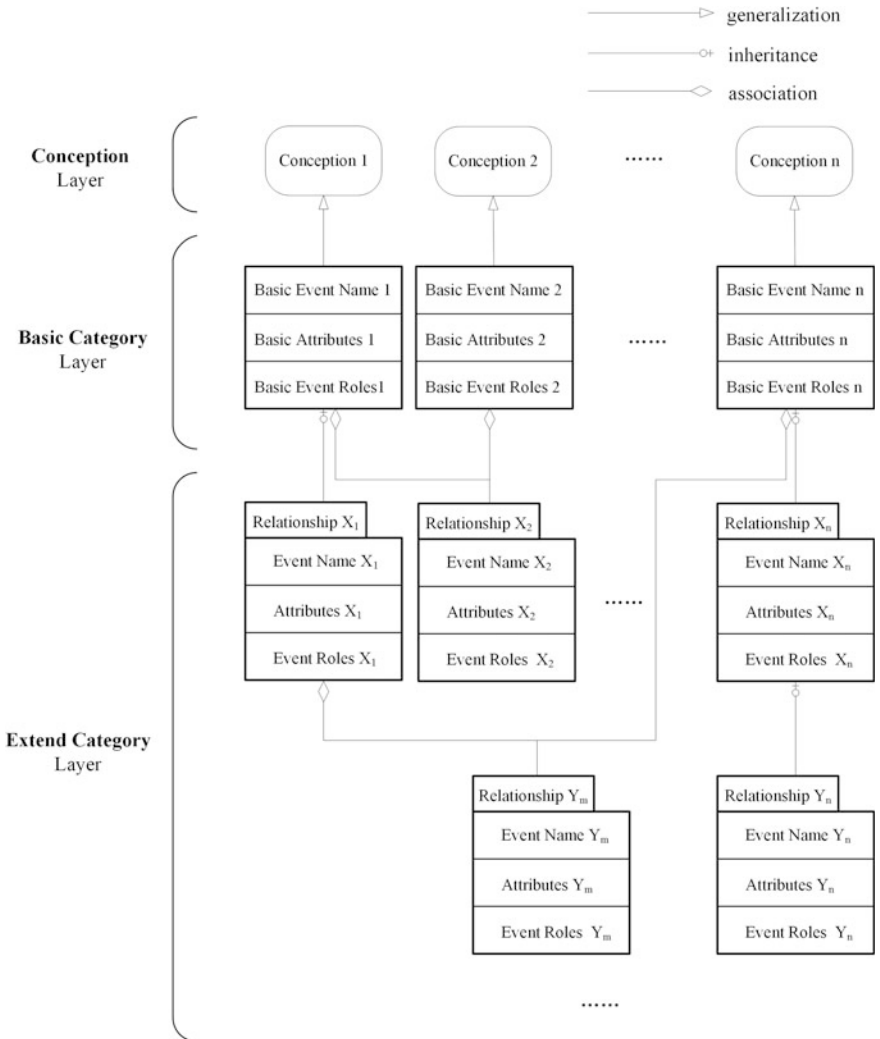 generalization
inheritance
association
Conception
Layer
Conception 1
Conception 2
......
Conception n
Basic Category
Layer
Basic Event Name 1
Basic Event Name 2
Basic Event Name n
Basic Attributes 1
Basic Attributes 2
......
Basic Attributes n
Basic Event Roles1
Basic Event Roles 2
Basic Event Roles n
Extend Category
Layer
Relationship X₁
Relationship X₂
Relationship Xₙ
Event Name X₁
Event Name X₂
Event Name Xₙ
Attributes X₁
Attributes X₂
......
Attributes Xₙ
Event Roles X₁
Event Roles X₂
Event Roles Xₙ
Relationship Yₘ
Relationship Yₙ
Event Name Yₘ
Event Name Yₙ
Attributes Yₘ
Attributes Yₙ
Event Roles Yₘ
Event Roles Yₙ
......